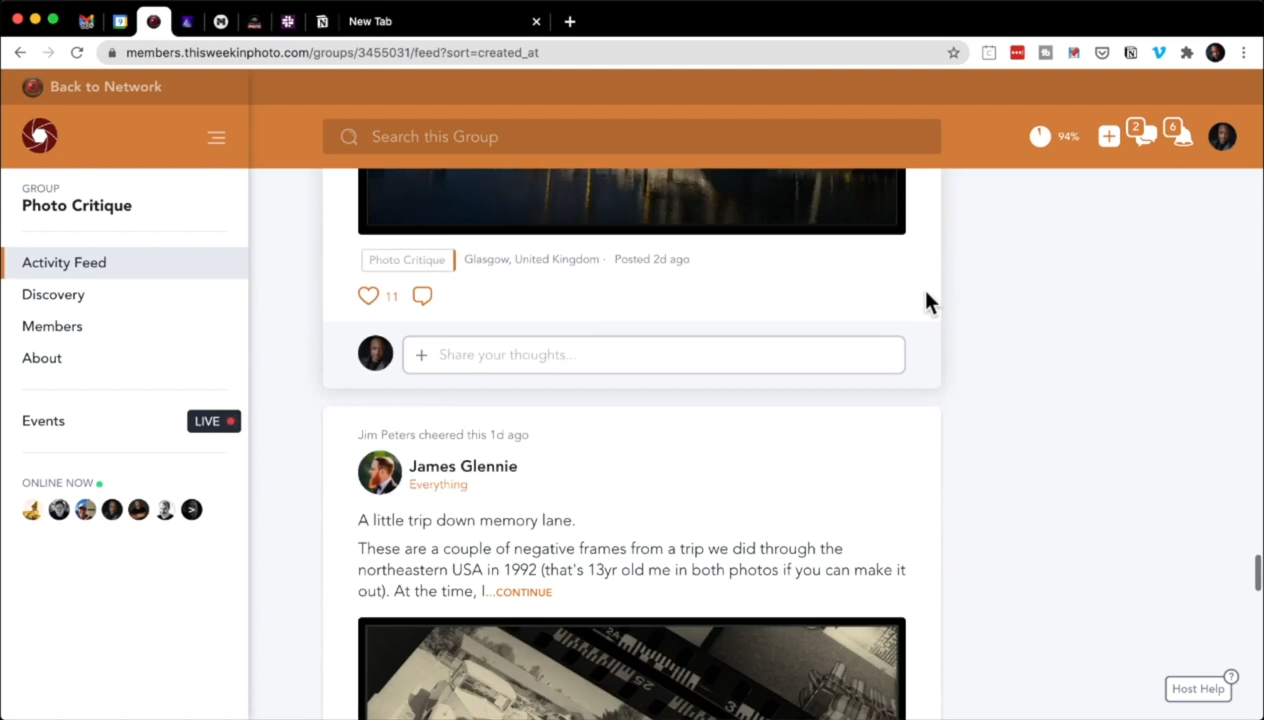 New Tab
members.thisweekinphoto.com/groups/3455031/feed?sort=created_at
Back to Network
Search this Group
94%
2
6
GROUP
Photo Critique
Activity Feed
Discovery
Members
About
Events
LIVE
ONLINE NOW
Photo Critique
Glasgow, United Kingdom · Posted 2d ago
11
+ Share your thoughts...
Jim Peters cheered this 1d ago
James Glennie
Everything
A little trip down memory lane.
These are a couple of negative frames from a trip we did through the
northeastern USA in 1992 (that's 13yr old me in both photos if you can make it
out). At the time, I...CONTINUE
2A
25
3
Host Help
?